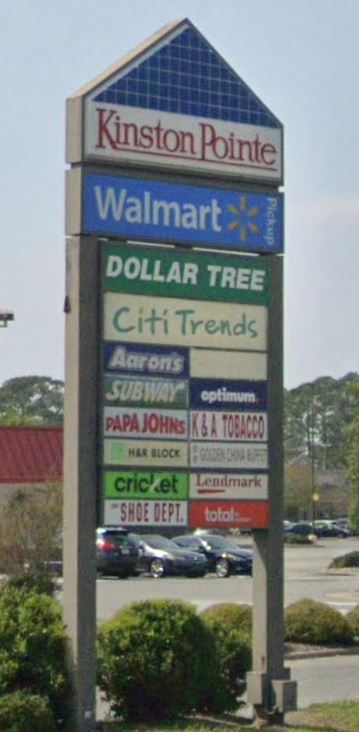 Kinston Pointe
Walmart Pickup
DOLLAR TREE
Citi Trends
Aaron's
SUBWAY optimum.
PAPA JOHNS K & A TOBACCO
H&R BLOCK GOLDEN CHINA BUFFET
cricket Lendmark
SHOE DEPT. total